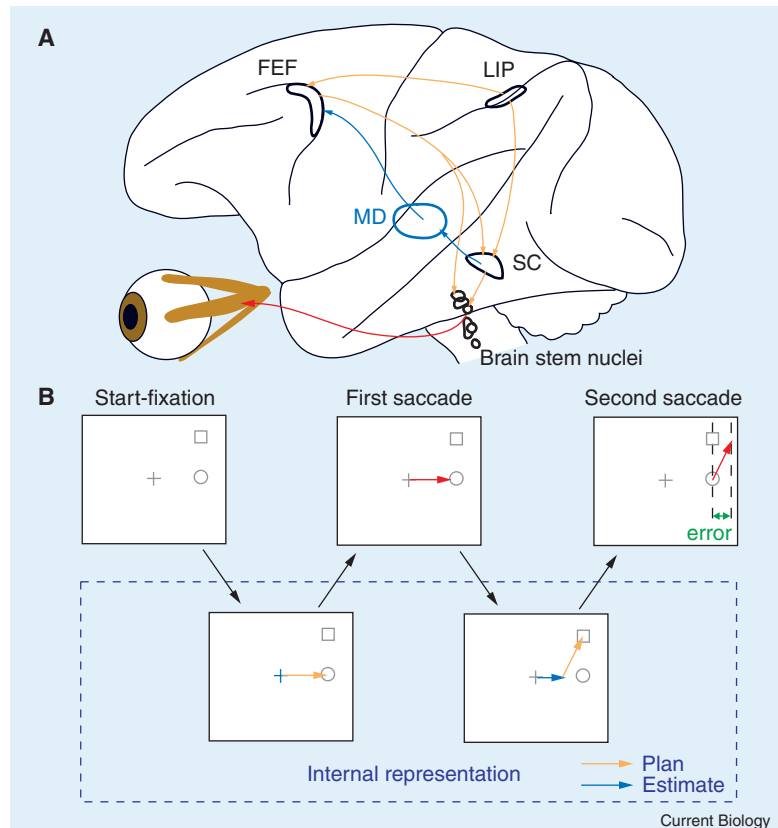 A
FEF
LIP
MD
SC
Brain stem nuclei
B
Start-fixation
First saccade
Second saccade
error
Internal representation
Plan
Estimate
Current Biology